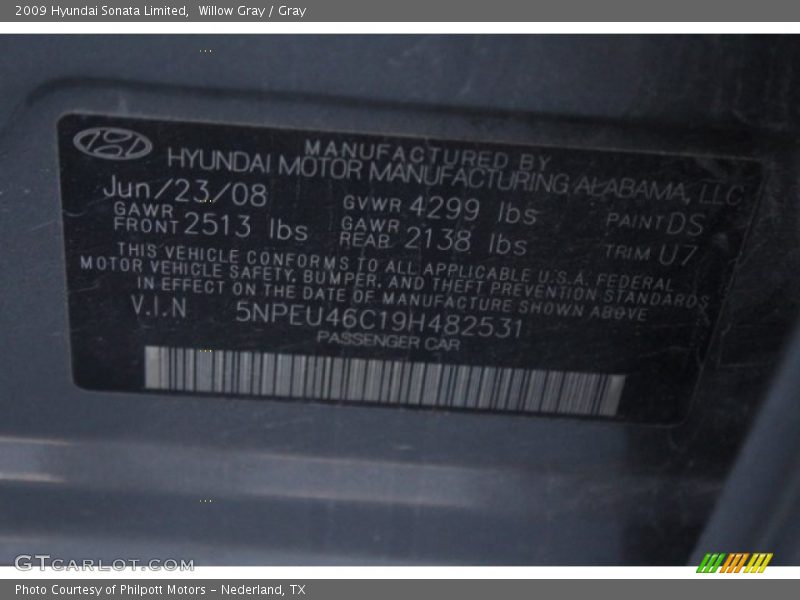 2009 Hyundai Sonata Limited,  Willow Gray / Gray
MANUFACTURED BY
HYUNDAI MOTOR MANUFACTURING ALABAMA, LLC
Jun/23/08 GVWR 4299 lbs PAINT DS
GAWR FRONT 2513 lbs GAWR REAR 2138 lbs TRIM U7
THIS VEHICLE CONFORMS TO ALL APPLICABLE U.S.A. FEDERAL
MOTOR VEHICLE SAFETY, BUMPER, AND THEFT PREVENTION STANDARDS
IN EFFECT ON THE DATE OF MANUFACTURE SHOWN ABOVE
V.I.N 5NPEU46C19H482531
PASSENGER CAR
GTCARLOT.COM
Photo Courtesy of Philpott Motors - Nederland, TX